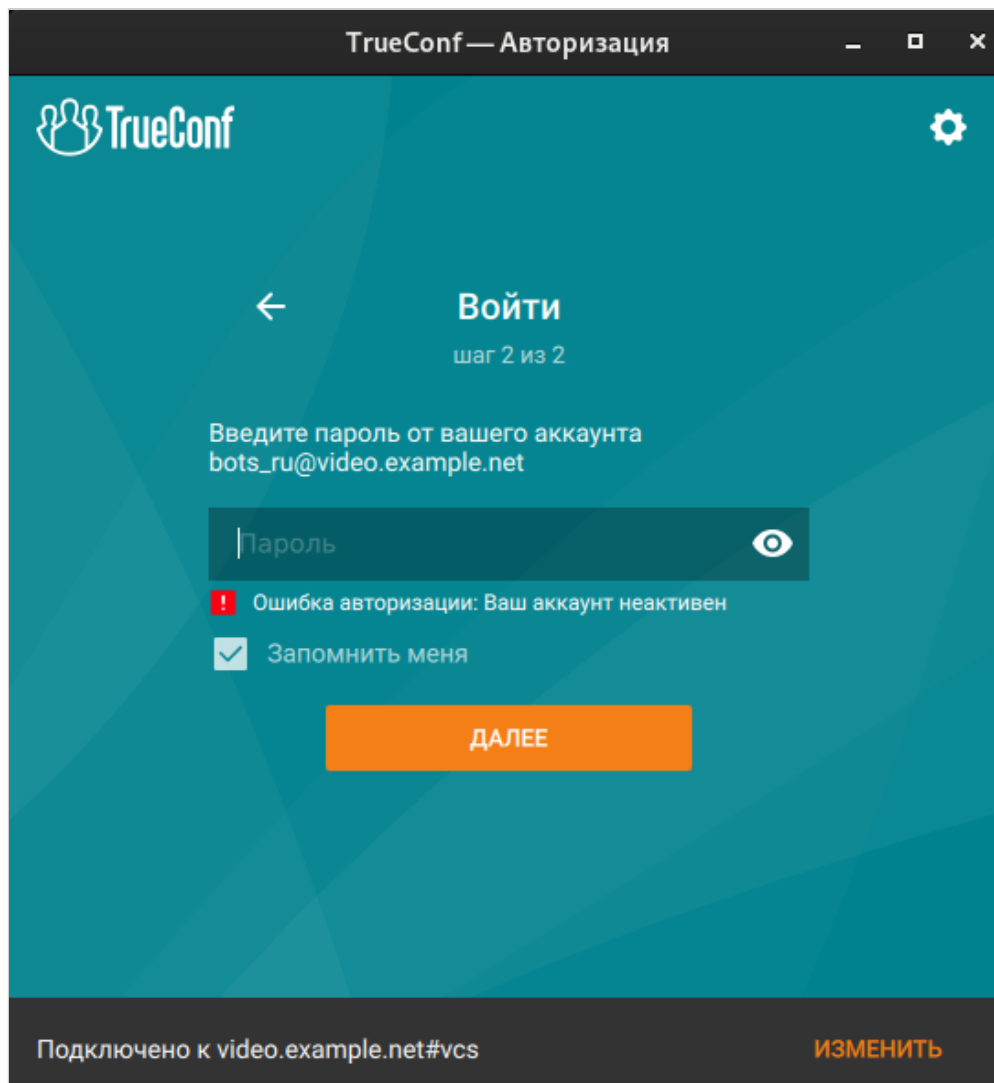 TrueConf — Авторизация
TrueConf
Войти
шаг 2 из 2
Введите пароль от вашего аккаунта
bots_ru@video.example.net
Пароль
! Ошибка авторизации: Ваш аккаунт неактивен
Запомнить меня
ДАЛЕЕ
Подключено к video.example.net#vcs
ИЗМЕНИТЬ